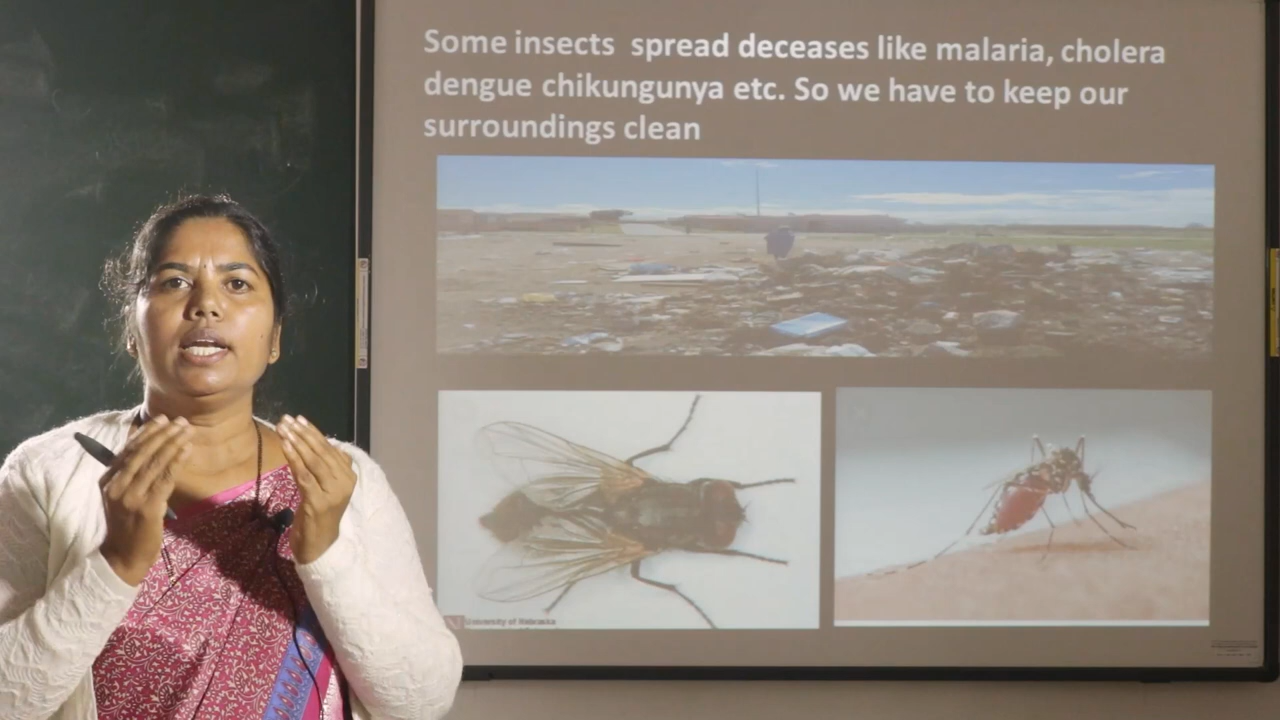 Some insects spread deceases like malaria, cholera
dengue chikungunya etc. So we have to keep our
surroundings clean
University of Nebraska